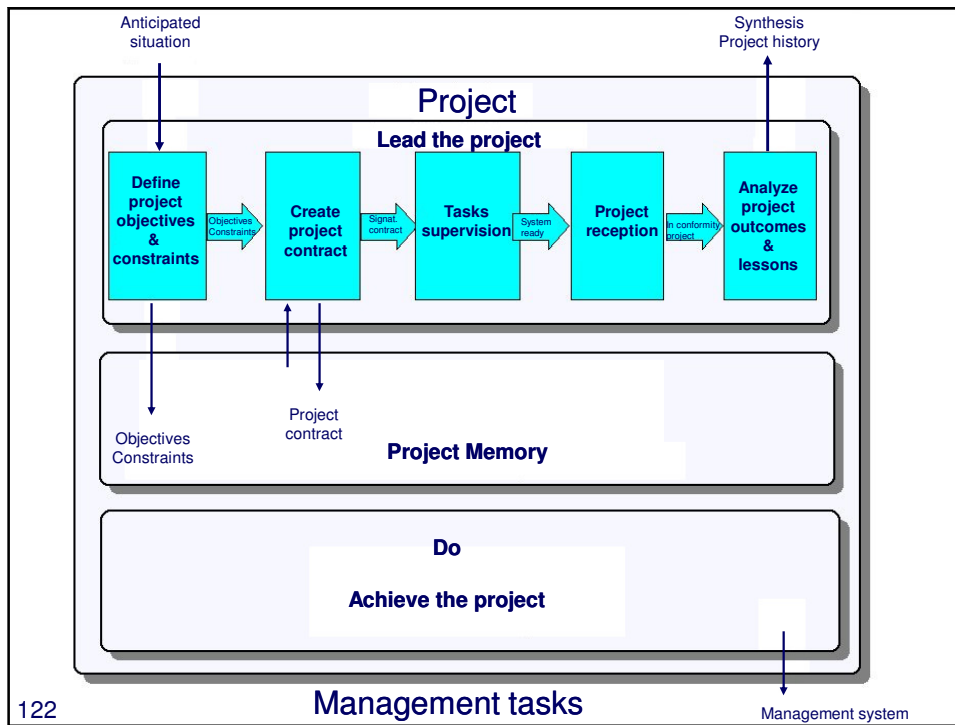 Anticipated
situation
Synthesis
Project history
Project
Lead the project
Define
project
objectives
&
constraints
Objectives
Constraints
Create
project
contract
Signat.
contract
Tasks
supervision
System
ready
Project
reception
In conformity
project
Analyze
project
outcomes
&
lessons
Objectives
Constraints
Project
contract
Project Memory
Do
Achieve the project
122
Management tasks
Management system